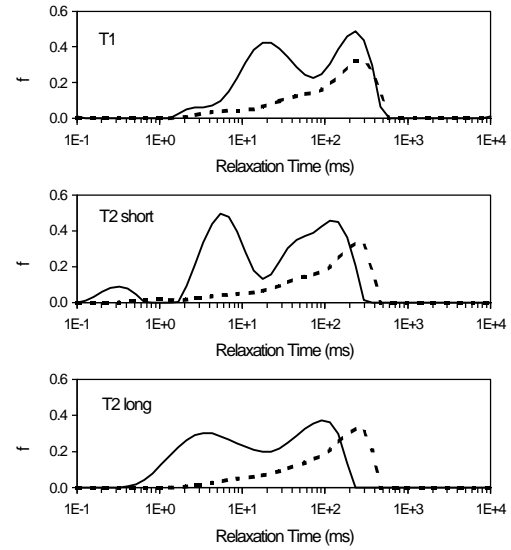 0.6
T1
0.4
f
0.2
0.0
1E-1 1E+0 1E+1 1E+2 1E+3 1E+4
Relaxation Time (ms)
0.6
T2 short
0.4
f
0.2
0.0
1E-1 1E+0 1E+1 1E+2 1E+3 1E+4
Relaxation Time (ms)
0.6
T2 long
0.4
f
0.2
0.0
1E-1 1E+0 1E+1 1E+2 1E+3 1E+4
Relaxation Time (ms)